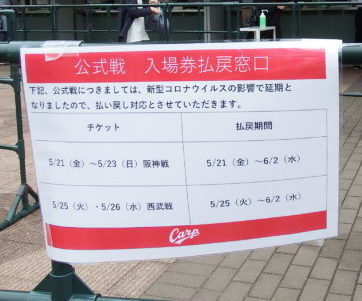 公式戦　入場券払戻窓口
下記、公式戦につきましては、新型コロナウイルスの影響で延期と
なりましたので、払い戻し対応とさせていただきます。
チケット　払戻期間
5/21（金）～5/23（日）阪神戦　5/21（金）～6/2（水）
5/25（火）・5/26（水）西武戦　5/25（火）～6/2（水）
Carp